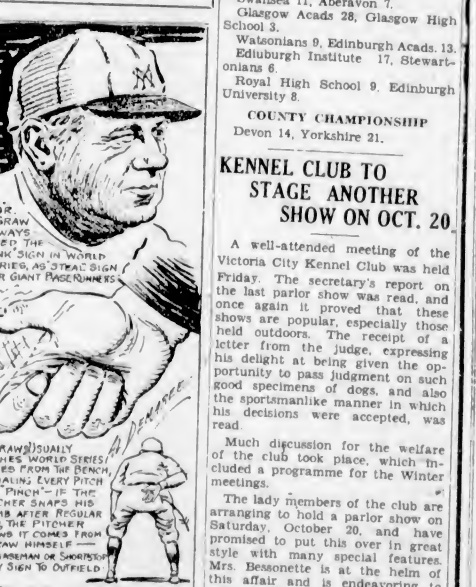 R.
GRAW
WAYS
ED THE
NK SIGN IN WORLD
RIES, AS "STEAL" SIGN
R GIANT BASERUNNERS
A. DEMAREE
RAW USUALLY
HES WORLD SERIES
ED FROM THE BENCH,
NALING EVERY PITCH
"PINCH" - IF THE
CHER SNAPS HIS
MB AFTER REGULAR
, THE PITCHER
WS IT COMES FROM
RAW HIMSELF —
BASEMAN OR SHORTSTOP
Y SIGN TO OUTFIELD
Swansea 11, Aberavon 7.
Glasgow Acads 28, Glasgow High
School 3.
Watsonians 9, Edinburgh Acads. 13.
Ediuburgh Institute 17, Stewart-
onians 6.
Royal High School 9, Edinburgh
University 8.
COUNTY CHAMPIONSHIP
Devon 14, Yorkshire 21.
KENNEL CLUB TO
STAGE ANOTHER
SHOW ON OCT. 20
A well-attended meeting of the
Victoria City Kennel Club was held
Friday. The secretary's report on
the last parlor show was read, and
once again it proved that these
shows are popular, especially those
held outdoors. The receipt of a
letter from the judge, expressing
his delight at being given the op-
portunity to pass judgment on such
good specimens of dogs, and also
the sportsmanlike manner in which
his decisions were accepted, was
read.
Much discussion for the welfare
of the club took place, which in-
cluded a programme for the Winter
meetings.
The lady members of the club are
arranging to hold a parlor show on
Saturday, October 20, and have
promised to put this over in great
style with many special features.
Mrs. Bessonette is at the helm of
this affair and is endeavoring to